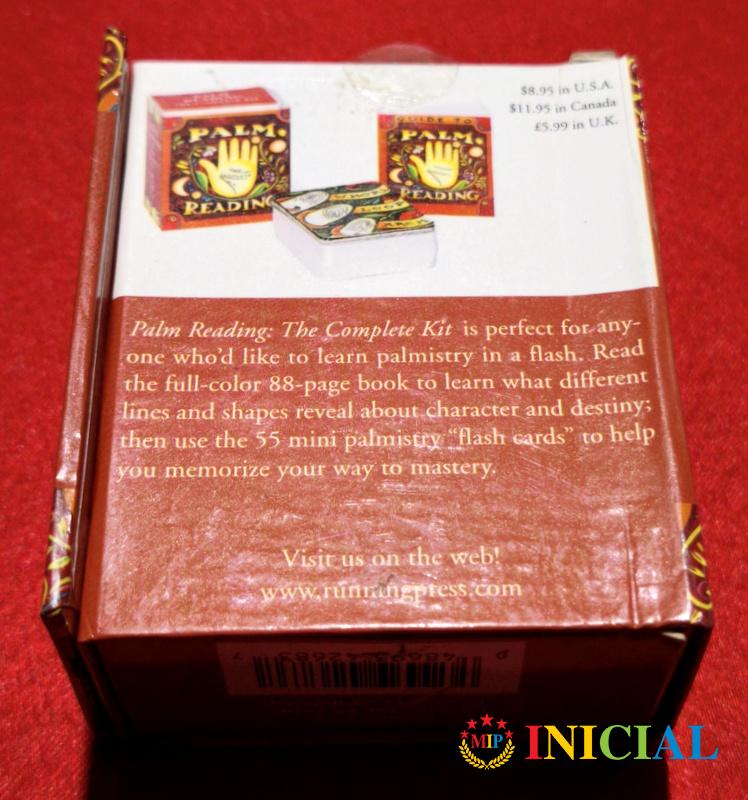 $8.95 in U.S.A.
$11.95 in Canada
£5.99 in U.K.
PALM
READING
GUIDE TO
PALM
READING
WHORL
LOOP
ARCH
Palm Reading: The Complete Kit is perfect for any-
one who'd like to learn palmistry in a flash. Read
the full-color 88-page book to learn what different
lines and shapes reveal about character and destiny;
then use the 55 mini palmistry “flash cards” to help
you memorize your way to mastery.
Visit us on the web!
www.runningpress.com
MIP INICIAL